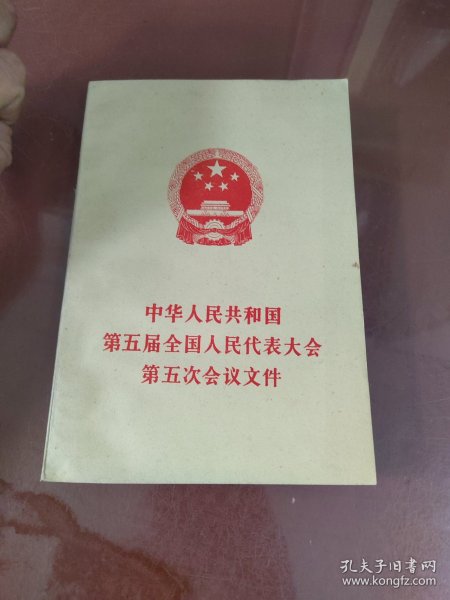 中华人民共和国
第五届全国人民代表大会
第五次会议文件
孔夫子旧书网
www.kongfz.com